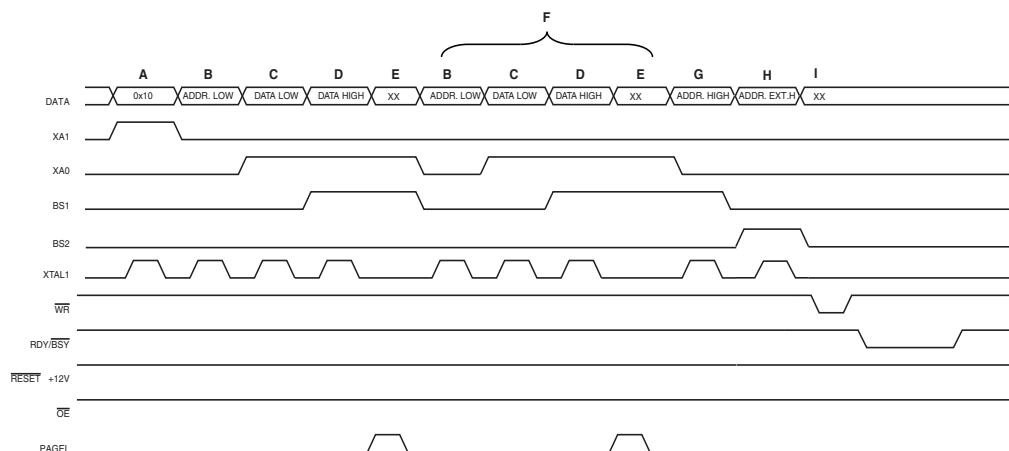 F
A B C D E B C D E G H I
DATA 0x10 ADDR. LOW DATA LOW DATA HIGH XX ADDR. LOW DATA LOW DATA HIGH XX ADDR. HIGH ADDR. EXT.H XX
XA1
XA0
BS1
BS2
XTAL1
WR
RDY/BSY
RESET +12V
OE
PAGEL